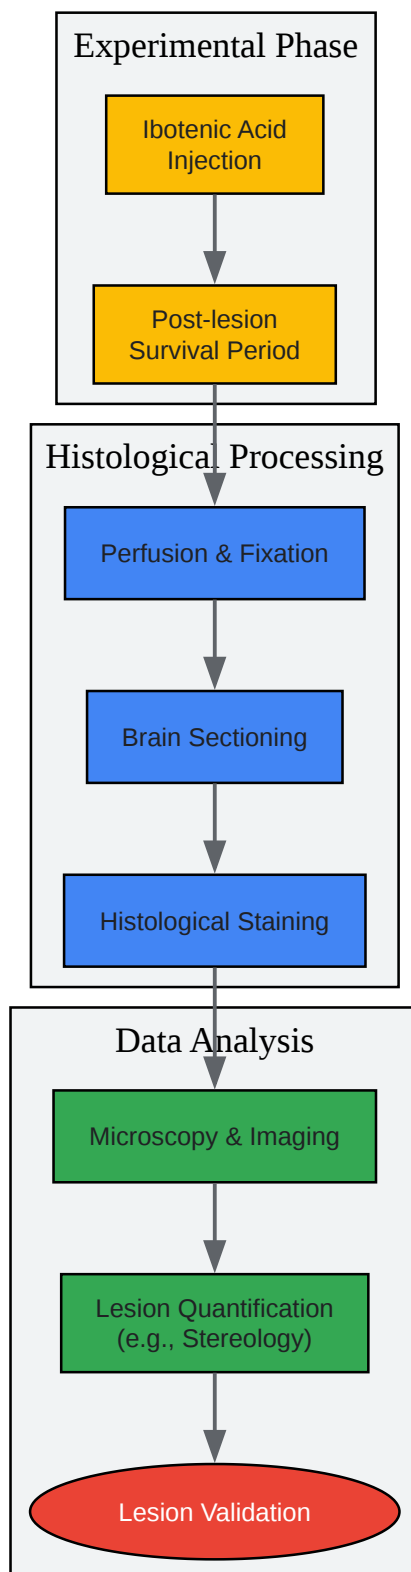 Experimental Phase
Ibotenic Acid
Injection
Post-lesion
Survival Period
Histological Processing
Perfusion & Fixation
Brain Sectioning
Histological Staining
Data Analysis
Microscopy & Imaging
Lesion Quantification
(e.g., Stereology)
Lesion Validation